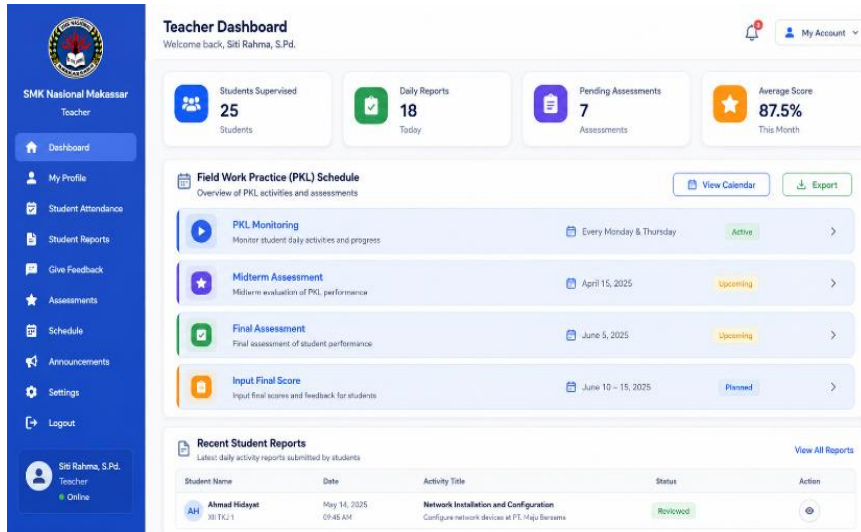 Teacher Dashboard
Welcome back, Siti Rahma, S.Pd.
My Account
SMK Nasional Makassar
Teacher
Dashboard
My Profile
Student Attendance
Student Reports
Give Feedback
Assessments
Schedule
Announcements
Settings
Logout
Siti Rahma, S.Pd.
Teacher
Online
Students Supervised
25
Students
Daily Reports
18
Today
Pending Assessments
7
Assessments
Average Score
87.5%
This Month
Field Work Practice (PKL) Schedule
Overview of PKL activities and assessments
View Calendar
Export
PKL Monitoring
Monitor student daily activities and progress
Every Monday & Thursday
Active
Midterm Assessment
Midterm evaluation of PKL performance
April 15, 2025
Upcoming
Final Assessment
Final assessment of student performance
June 5, 2025
Upcoming
Input Final Score
Input final scores and feedback for students
June 10 – 15, 2025
Planned
Recent Student Reports
Latest daily activity reports submitted by students
View All Reports
Student Name Date Activity Title Status Action
AH Ahmad Hidayat May 14, 2025 Network Installation and Configuration Reviewed
XII TKJ 1 09:45 AM Configure network devices at PT. Maju Bersama